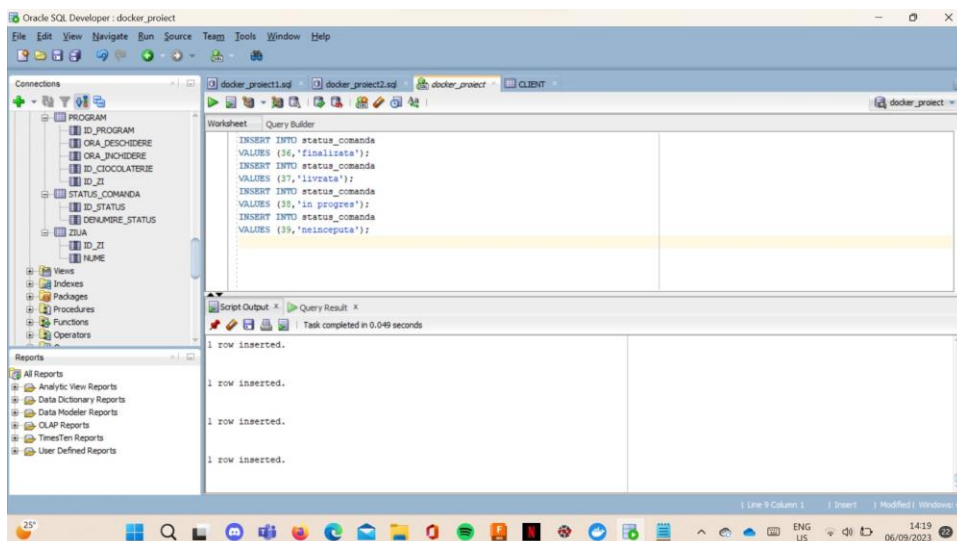 Oracle SQL Developer : docker_proiect
File Edit View Navigate Run Source Team Tools Window Help
Connections
PROGRAM
ID_PROGRAM
ORA_DESCHIDERE
ORA_INCHIDERE
ID_CIOCOLATERIE
ID_ZI
STATUS_COMANDA
ID_STATUS
DENUMIRE_STATUS
ZIUA
ID_ZI
NUME
Views
Indexes
Packages
Procedures
Functions
Operators
Reports
All Reports
Analytic View Reports
Data Dictionary Reports
Data Modeler Reports
OLAP Reports
TimesTen Reports
User Defined Reports
docker_proiect1.sql docker_proiect2.sql docker_proiect CLIENT
docker_proiect
Worksheet Query Builder
INSERT INTO status_comanda
VALUES (36,'finalizata');
INSERT INTO status_comanda
VALUES (37,'livrata');
INSERT INTO status_comanda
VALUES (38,'in progres');
INSERT INTO status_comanda
VALUES (39,'neinceputa');
Script Output x Query Result x
Task completed in 0.049 seconds
1 row inserted.
1 row inserted.
1 row inserted.
1 row inserted.
Line 9 Column 1 | Insert | Modified | Windows:
25°
ENG
US
14:19
06/09/2023
22